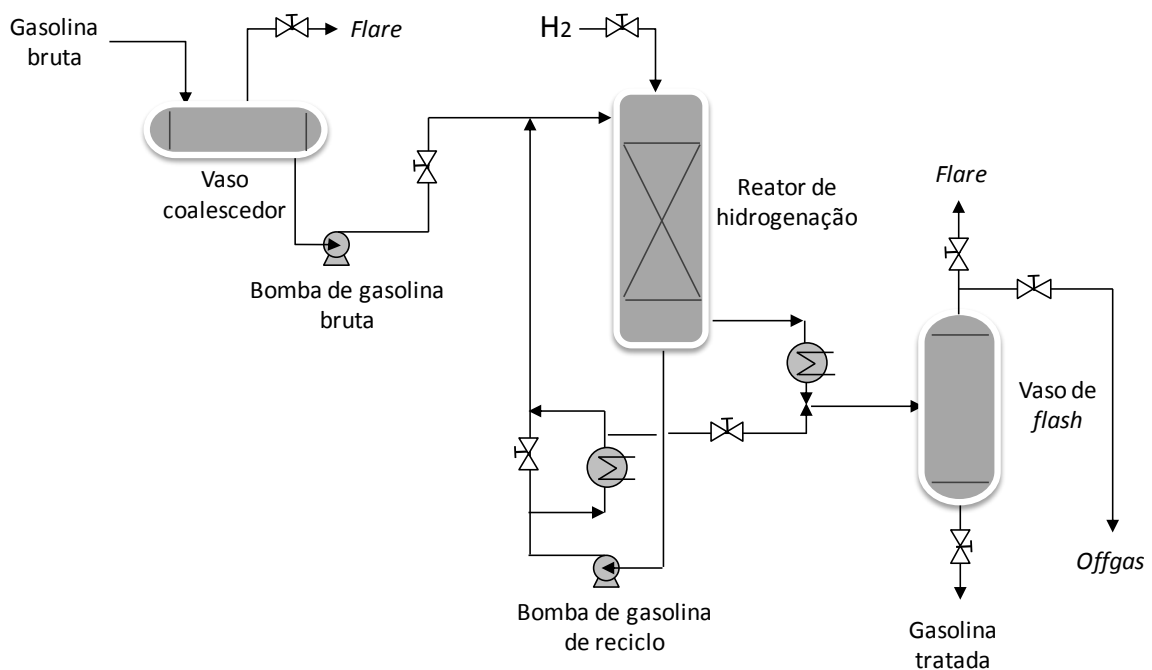 Gasolina
bruta
Flare
H2
Vaso
coalescedor
Bomba de gasolina
bruta
Reator de
hidrogenação
Flare
Vaso de
flash
Offgas
Bomba de gasolina
de reciclo
Gasolina
tratada